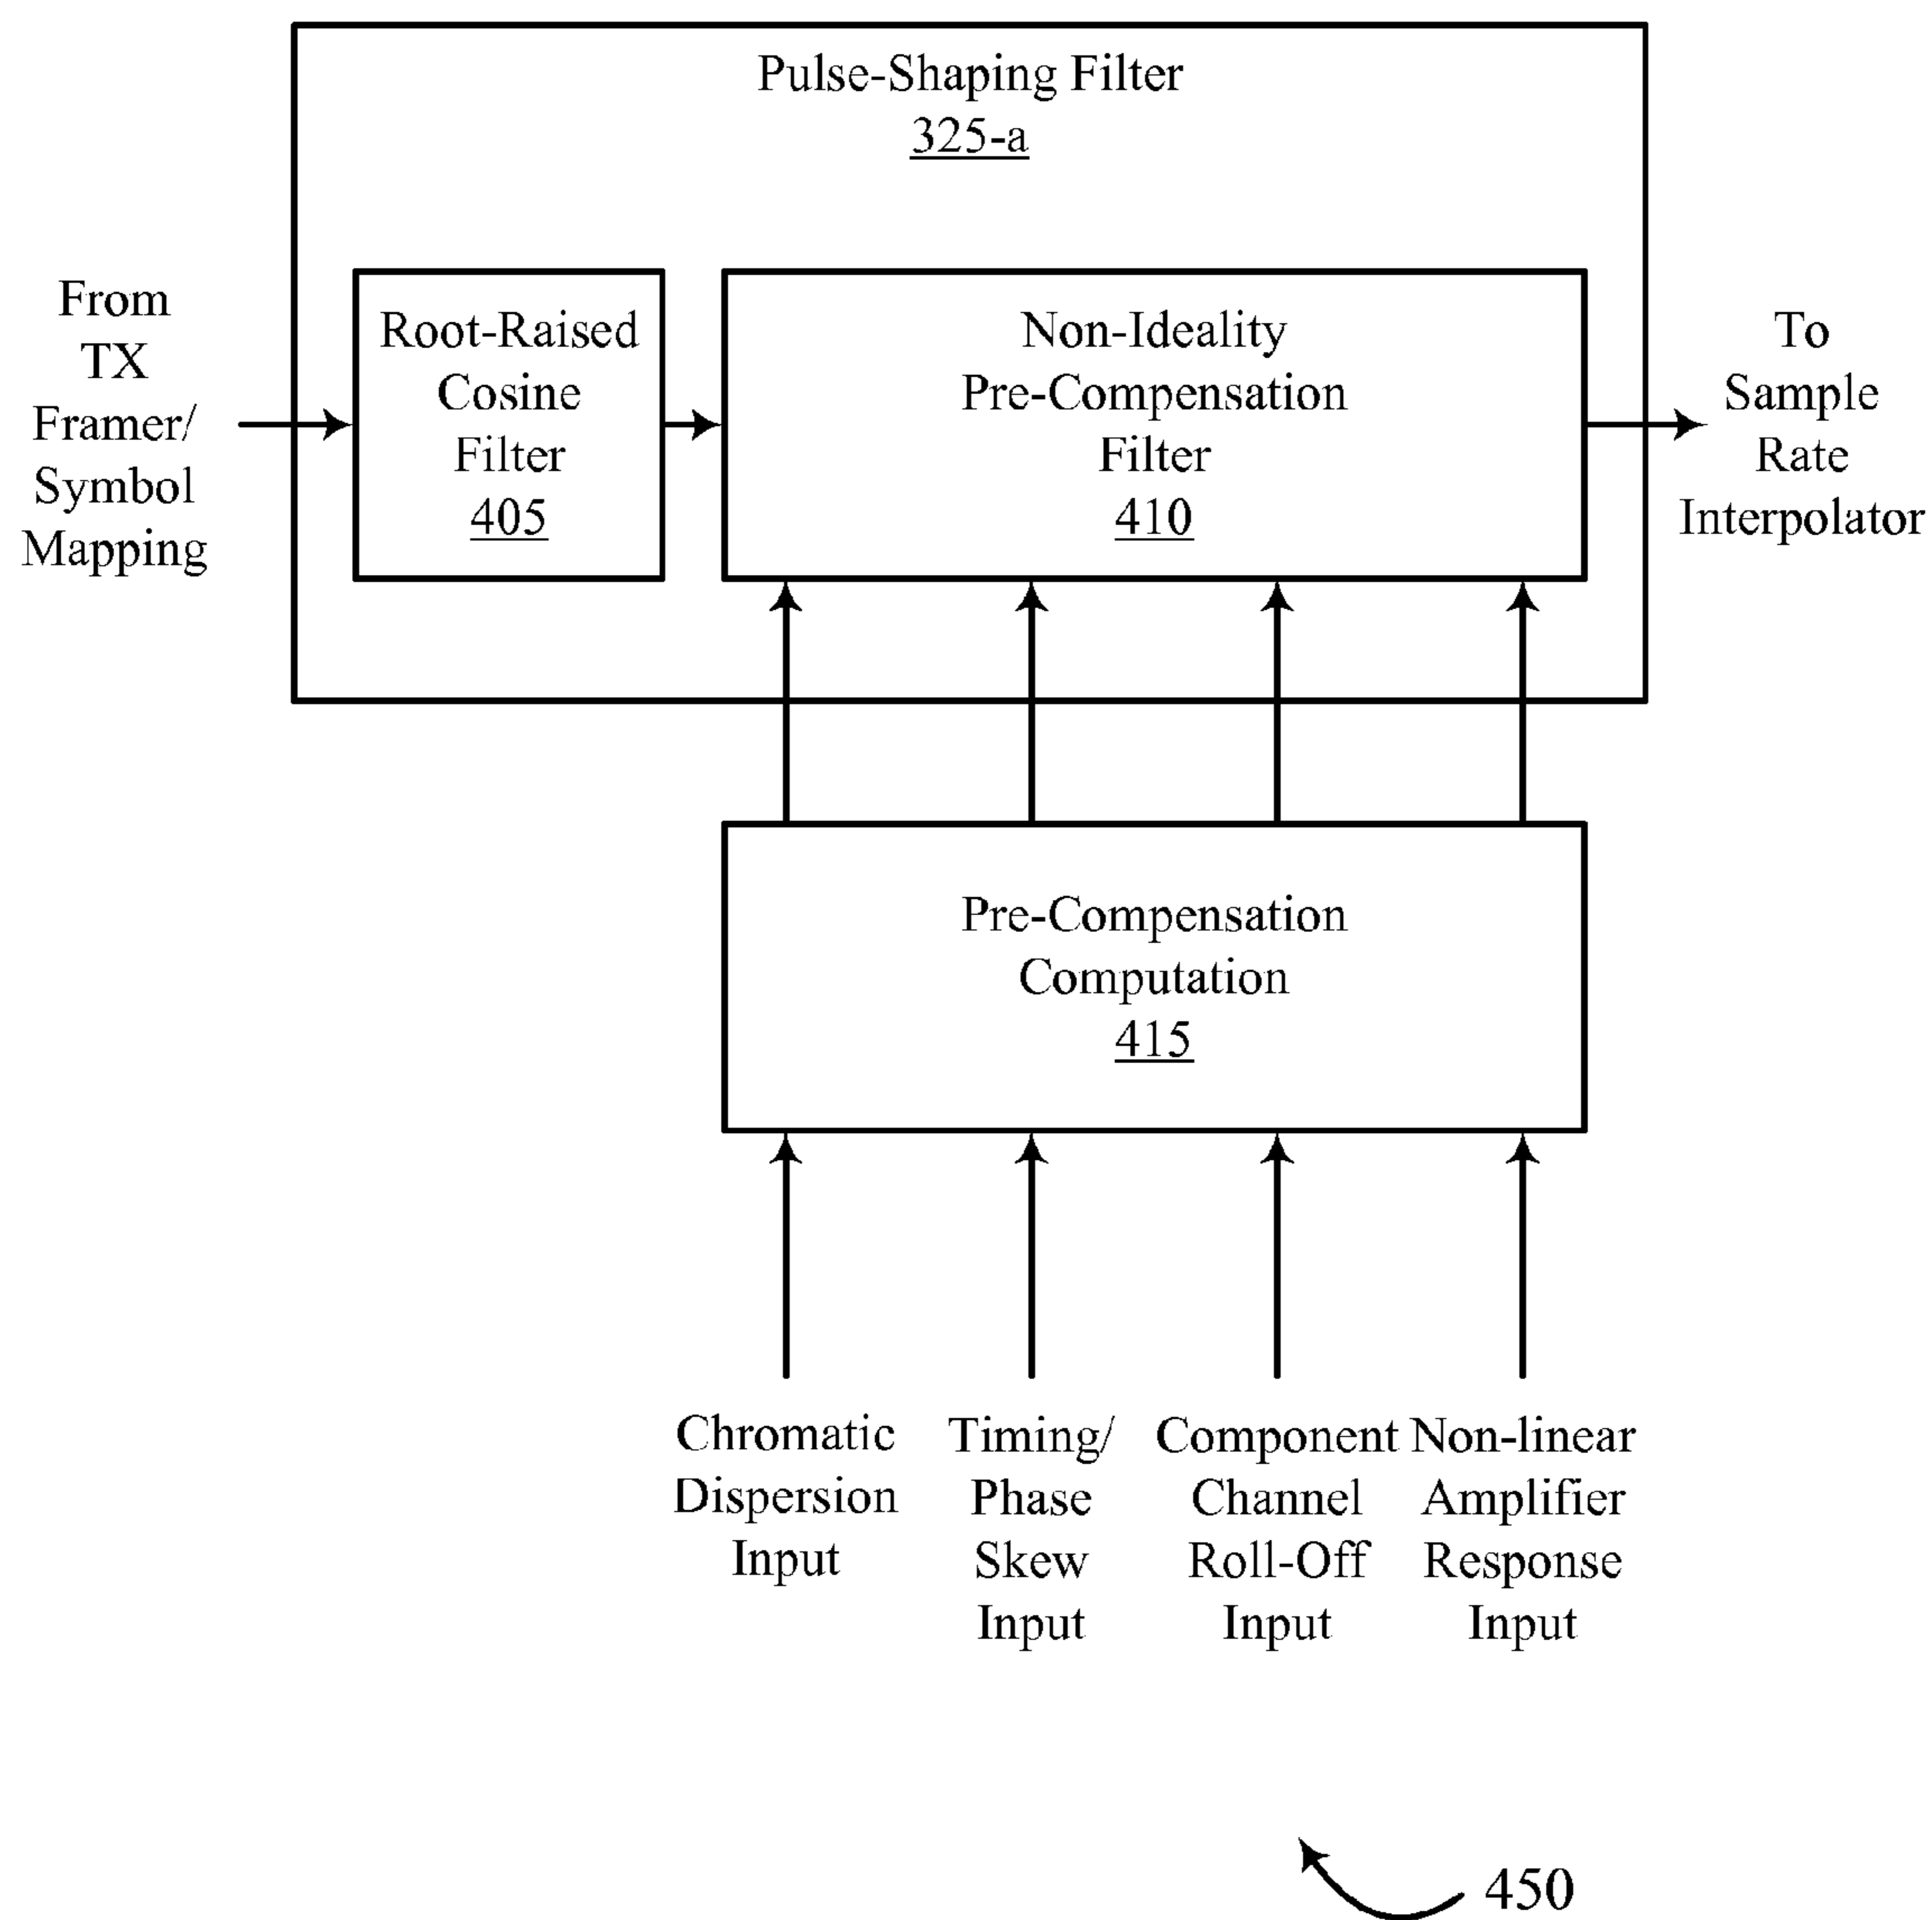 Pulse-Shaping Filter
325-a
From
TX
Framer/
Symbol
Mapping
Root-Raised
Cosine
Filter
405
Non-Ideality
Pre-Compensation
Filter
410
To
Sample
Rate
Interpolator
Pre-Compensation
Computation
415
Chromatic
Dispersion
Input
Timing/
Phase
Skew
Input
Component
Channel
Roll-Off
Input
Non-linear
Amplifier
Response
Input
450